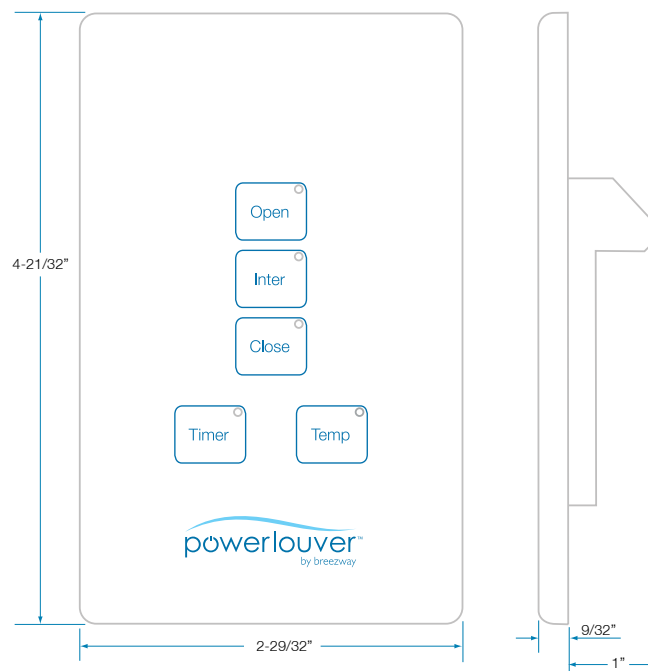 Open
4-21/32”
Inter
Close
Timer
Temp
powerlouver™
by breezway
9/32”
2-29/32”
1”